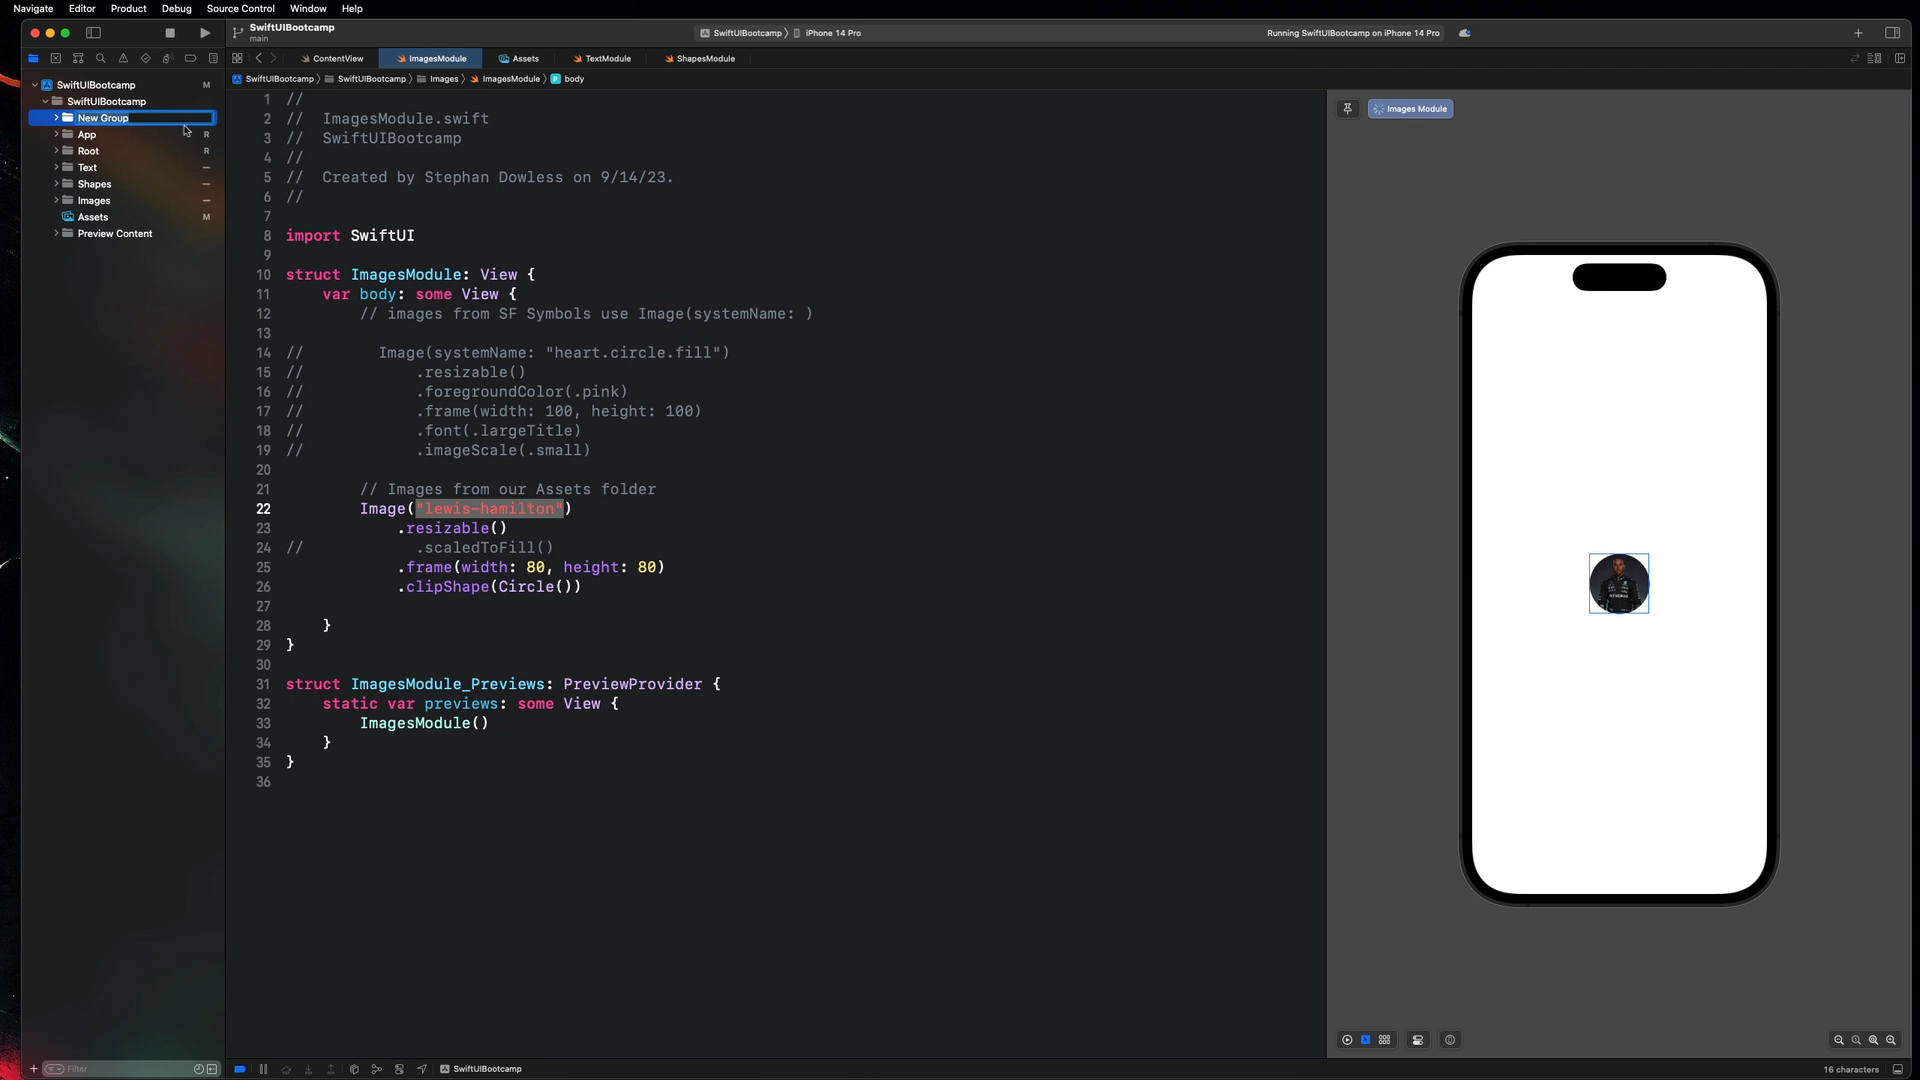 Navigate Editor Product Debug Source Control Window Help
SwiftUIBootcamp
main
SwiftUIBootcamp iPhone 14 Pro
Running SwiftUIBootcamp on iPhone 14 Pro
ContentView ImagesModule Assets TextModule ShapesModule
SwiftUIBootcamp SwiftUIBootcamp Images ImagesModule body
SwiftUIBootcamp M
SwiftUIBootcamp
New Group
App R
Root R
Text
Shapes
Images
Assets M
Preview Content
1 //
2 // ImagesModule.swift
3 // SwiftUIBootcamp
4 //
5 // Created by Stephan Dowless on 9/14/23.
6 //
7
8 import SwiftUI
9
10 struct ImagesModule: View {
11 var body: some View {
12 // images from SF Symbols use Image(systemName: )
13
14 // Image(systemName: "heart.circle.fill")
15 // .resizable()
16 // .foregroundColor(.pink)
17 // .frame(width: 100, height: 100)
18 // .font(.largeTitle)
19 // .imageScale(.small)
20
21 // Images from our Assets folder
22 Image("lewis-hamilton")
23 .resizable()
24 // .scaledToFill()
25 .frame(width: 80, height: 80)
26 .clipShape(Circle())
27
28 }
29 }
30
31 struct ImagesModule_Previews: PreviewProvider {
32 static var previews: some View {
33 ImagesModule()
34 }
35 }
36
Images Module
Filter
SwiftUIBootcamp
16 characters